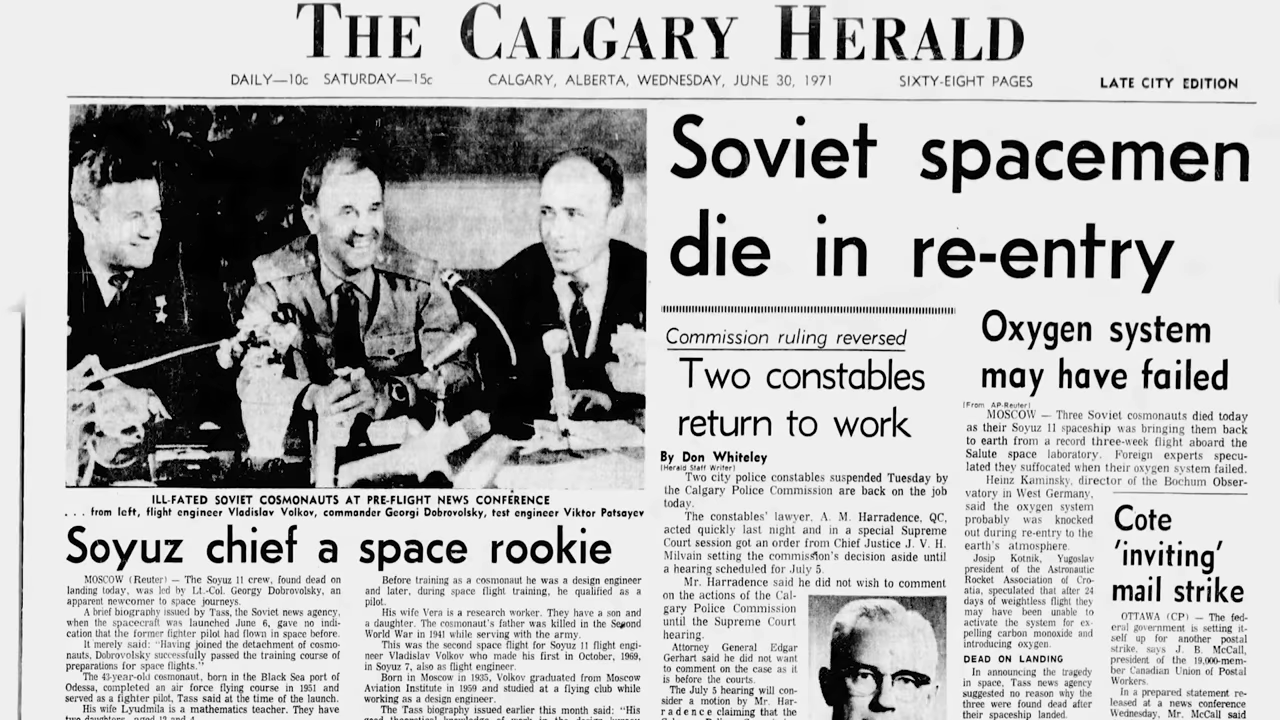 THE CALGARY HERALD
DAILY—10c SATURDAY—15c CALGARY, ALBERTA, WEDNESDAY, JUNE 30, 1971 SIXTY-EIGHT PAGES LATE CITY EDITION
Soviet spacemen
die in re-entry
ILL-FATED SOVIET COSMONAUTS AT PRE-FLIGHT NEWS CONFERENCE
. . . from left, flight engineer Vladislav Volkov, commander Georgi Dobrovolsky, test engineer Viktor Patsayev
Soyuz chief a space rookie
MOSCOW (Reuter) — The Soyuz 11 crew, found dead on
landing today, was led by Lt.-Col. Georgy Dobrovolsky, an
apparent newcomer to space journeys.
A brief biography issued by Tass, the Soviet news agency,
when the spacecraft was launched June 6, gave no indi-
cation that the former fighter pilot had flown in space before.
It merely said: "Having joined the detachment of cosmo-
nauts, Dobrovolsky successfully passed the training course of
preparations for space flights."
The 43-year-old cosmonaut, born in the Black Sea port of
Odessa, completed an air force flying course in 1951 and
served as a fighter pilot, Tass said at the time of the launch.
His wife Lyudmila is a mathematics teacher. They have
two daughters, aged 12 and 4.
Before training as a cosmonaut he was a design engineer
and later, during space flight training, he qualified as a
pilot.
His wife Vera is a research worker. They have a son and
a daughter. The cosmonaut's father was killed in the Second
World War in 1941 while serving with the army.
This was the second space flight for Soyuz 11 flight engi-
neer Vladislav Volkov who made his first in October, 1969,
in Soyuz 7, also as flight engineer.
Born in Moscow in 1935, Volkov graduated from Moscow
Aviation Institute in 1959 and studied at a flying club while
working as a design engineer.
The Tass biography issued earlier this month said: "His
Commission ruling reversed
Two constables
return to work
By Don Whiteley
[Herald Staff Writer]
Two city police constables suspended Tuesday by
the Calgary Police Commission are back on the job
today.
The constables' lawyer, A. M. Harradence, QC,
acted quickly last night and in a special Supreme
Court session got an order from Chief Justice J. V. H.
Milvain setting the commission's decision aside until
a hearing scheduled for July 5.
Mr. Harradence said he did not wish to comment
on the actions of the Cal-
gary Police Commission
until the Supreme Court
hearing.
Attorney General Edgar
Gerhart said he did not want
to comment on the case as it
is before the courts.
The July 5 hearing will con-
sider a motion by Mr. Har-
radence claiming that the
Oxygen system
may have failed
[From AP-Reuter]
MOSCOW — Three Soviet cosmonauts died today
as their Soyuz 11 spaceship was bringing them back
to earth from a record three-week flight aboard the
Salute space laboratory. Foreign experts specu-
lated they suffocated when their oxygen system failed.
Heinz Kaminsky, director of the Bochum Obser-
vatory in West Germany,
said the oxygen system
probably was knocked
out during re-entry to the
earth's atmosphere.
Josip Kotnik, Yugoslav
president of the Astronautic
Rocket Association of Cro-
atia, speculated that after 24
days of weightless flight they
may have been unable to
activate the system for ex-
pelling carbon monoxide and
introducing oxygen.
DEAD ON LANDING
In announcing the tragedy
in space, Tass news agency
suggested no reason why the
three were found dead after
their spaceship landed.
Cote
'inviting'
mail strike
OTTAWA (CP) — The fed-
eral government is setting it-
self up for another postal
strike, says J. B. McCall,
president of the 19,000-mem-
ber Canadian Union of Postal
Workers.
In a prepared statement re-
leased at a news conference
Wednesday, Mr. McCall said